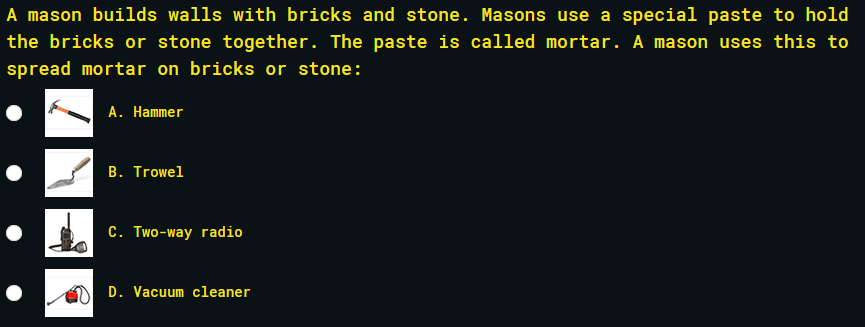 A mason builds walls with bricks and stone. Masons use a special paste to hold
the bricks or stone together. The paste is called mortar. A mason uses this to
spread mortar on bricks or stone:
A. Hammer
B. Trowel
C. Two-way radio
D. Vacuum cleaner